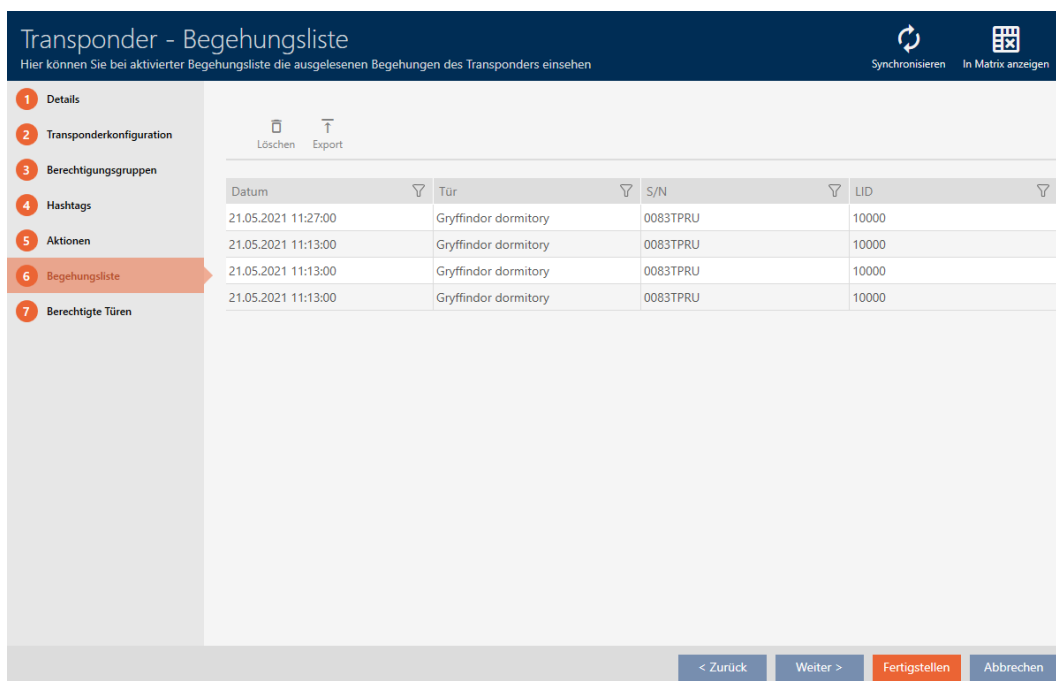 Transponder - Begehungsliste
Hier können Sie bei aktivierter Begehungsliste die ausgelesenen Begehungen des Transponders einsehen
Synchronisieren
In Matrix anzeigen
1 Details
2 Transponderkonfiguration
3 Berechtigungsgruppen
4 Hashtags
5 Aktionen
6 Begehungsliste
7 Berechtigte Türen
Löschen Export
Datum Tür S/N LID
21.05.2021 11:27:00 Gryffindor dormitory 0083TPRU 10000
21.05.2021 11:13:00 Gryffindor dormitory 0083TPRU 10000
21.05.2021 11:13:00 Gryffindor dormitory 0083TPRU 10000
21.05.2021 11:13:00 Gryffindor dormitory 0083TPRU 10000
< Zurück Weiter > Fertigstellen Abbrechen